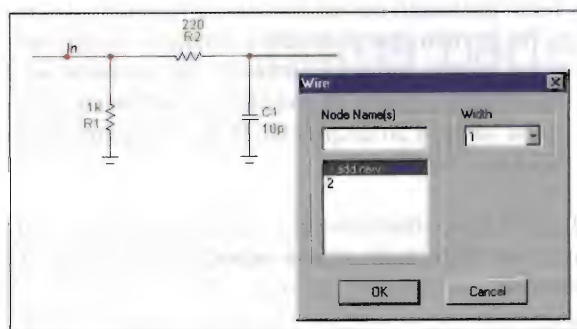 220
R2
In
1k
R1
C1
10p
Wire
Node Name(s)
Width
1
add new
2
OK
Cancel